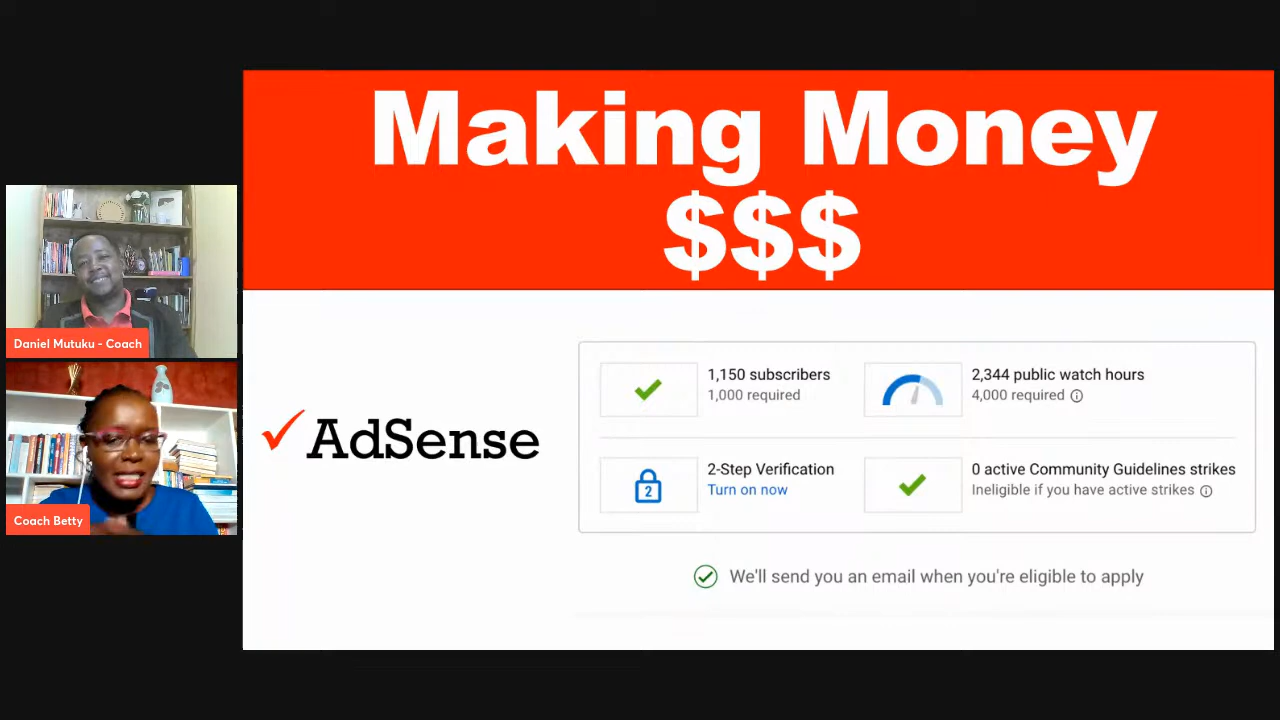 Making Money
$$$
Daniel Mutuku - Coach
Coach Betty
AdSense
1,150 subscribers
1,000 required
2,344 public watch hours
4,000 required
2
2-Step Verification
Turn on now
0 active Community Guidelines strikes
Ineligible if you have active strikes
We'll send you an email when you're eligible to apply